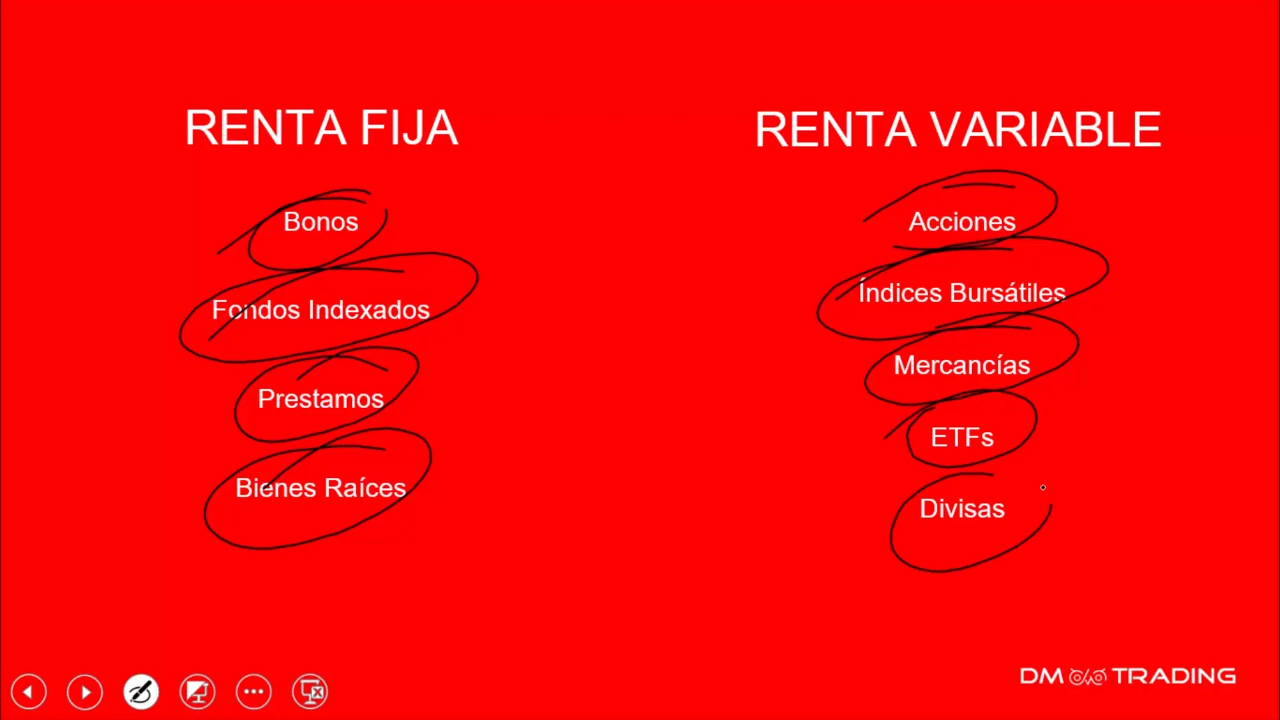 RENTA FIJA
Bonos
Fondos Indexados
Prestamos
Bienes Raíces
RENTA VARIABLE
Acciones
Índices Bursátiles
Mercancías
ETFs
Divisas
DM TRADING